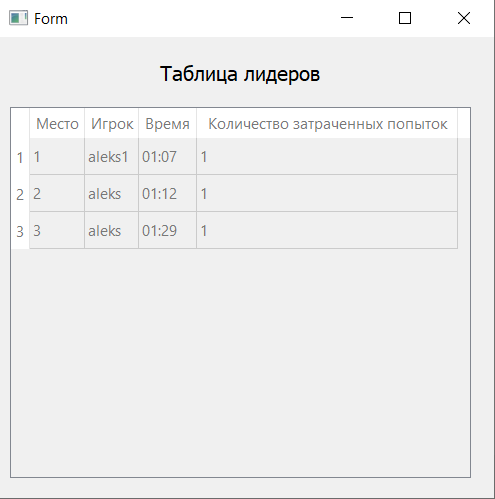 Form
Таблица лидеров
Место Игрок Время Количество затраченных попыток
1 1 aleks1 01:07 1
2 2 aleks 01:12 1
3 3 aleks 01:29 1